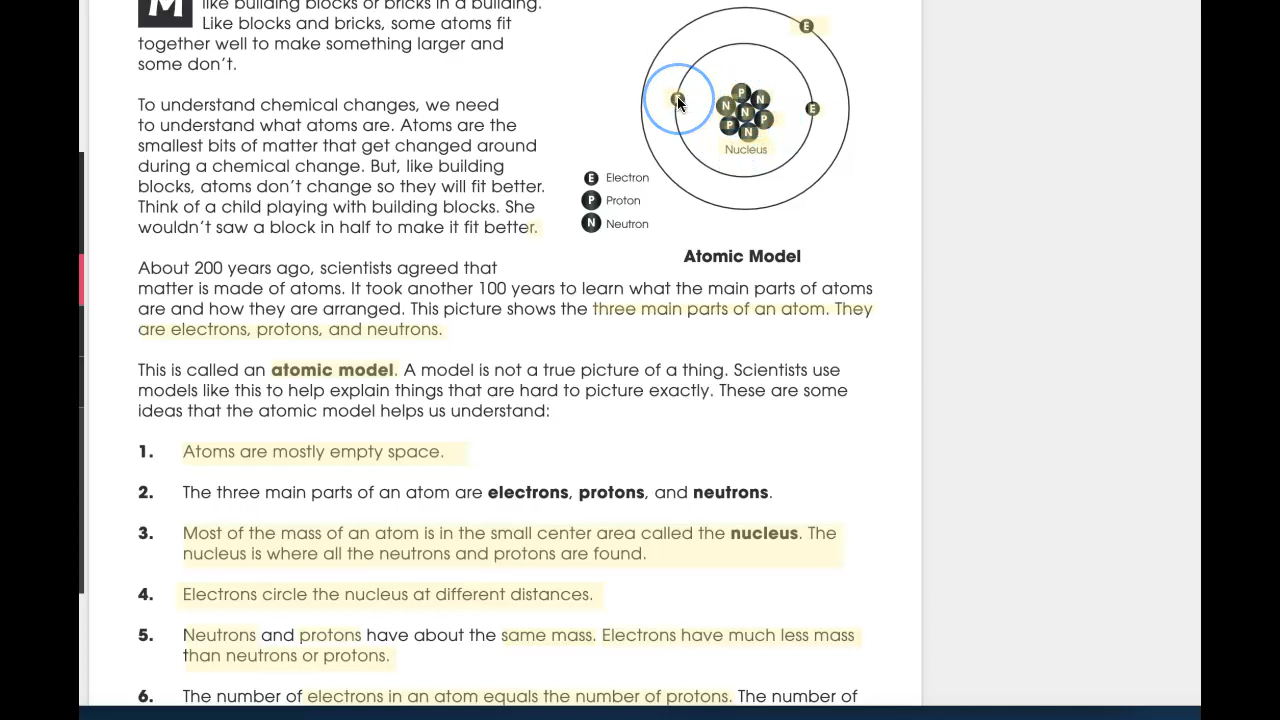 M
like building blocks or bricks in a building.
Like blocks and bricks, some atoms fit
together well to make something larger and
some don't.
To understand chemical changes, we need
to understand what atoms are. Atoms are the
smallest bits of matter that get changed around
during a chemical change. But, like building
blocks, atoms don't change so they will fit better.
Think of a child playing with building blocks. She
wouldn't saw a block in half to make it fit better.
E
E
E
P
N
N
N
P
P
N
Nucleus
E Electron
P Proton
N Neutron
Atomic Model
About 200 years ago, scientists agreed that
matter is made of atoms. It took another 100 years to learn what the main parts of atoms
are and how they are arranged. This picture shows the three main parts of an atom. They
are electrons, protons, and neutrons.
This is called an atomic model. A model is not a true picture of a thing. Scientists use
models like this to help explain things that are hard to picture exactly. These are some
ideas that the atomic model helps us understand:
1. Atoms are mostly empty space.
2. The three main parts of an atom are electrons, protons, and neutrons.
3. Most of the mass of an atom is in the small center area called the nucleus. The
nucleus is where all the neutrons and protons are found.
4. Electrons circle the nucleus at different distances.
5. Neutrons and protons have about the same mass. Electrons have much less mass
than neutrons or protons.
6. The number of electrons in an atom equals the number of protons. The number of